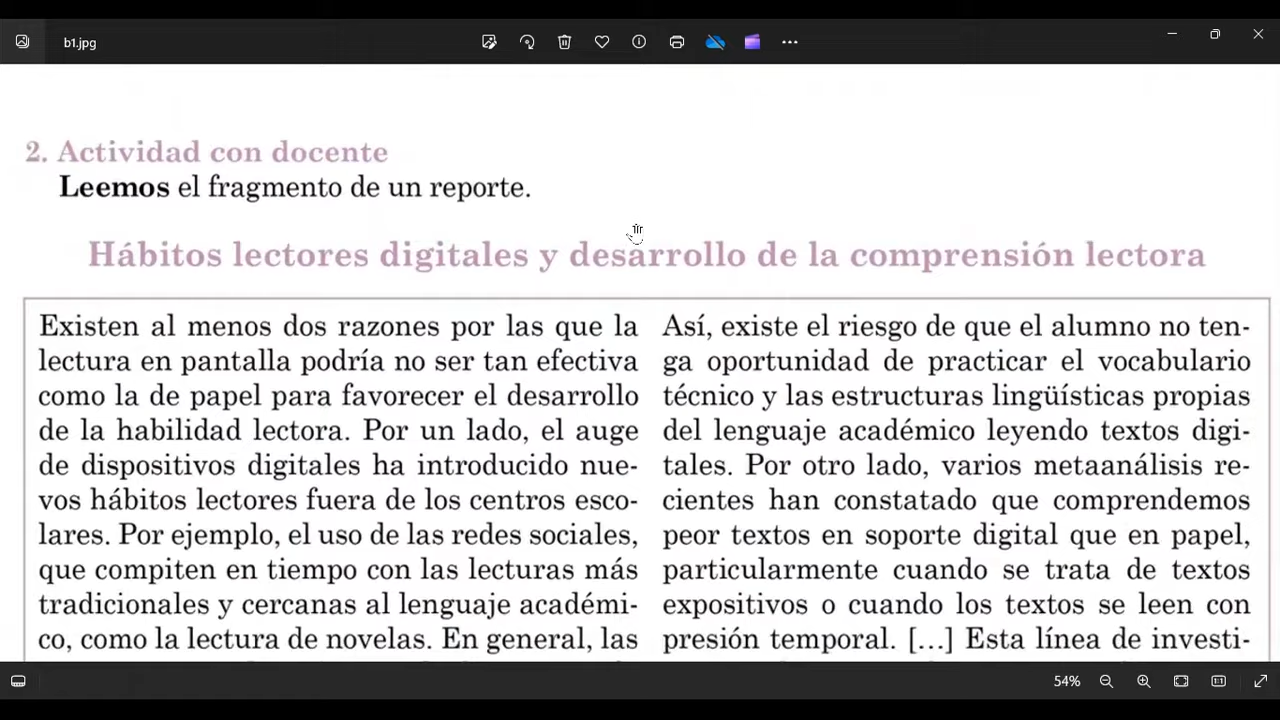 b1.jpg
2. Actividad con docente
Leemos el fragmento de un reporte.
Hábitos lectores digitales y desarrollo de la comprensión lectora
Existen al menos dos razones por las que la
lectura en pantalla podría no ser tan efectiva
como la de papel para favorecer el desarrollo
de la habilidad lectora. Por un lado, el auge
de dispositivos digitales ha introducido nue-
vos hábitos lectores fuera de los centros esco-
lares. Por ejemplo, el uso de las redes sociales,
que compiten en tiempo con las lecturas más
tradicionales y cercanas al lenguaje académi-
co, como la lectura de novelas. En general, las
Así, existe el riesgo de que el alumno no ten-
ga oportunidad de practicar el vocabulario
técnico y las estructuras lingüísticas propias
del lenguaje académico leyendo textos digi-
tales. Por otro lado, varios metaanálisis re-
cientes han constatado que comprendemos
peor textos en soporte digital que en papel,
particularmente cuando se trata de textos
expositivos o cuando los textos se leen con
presión temporal. [...] Esta línea de investi-
54%